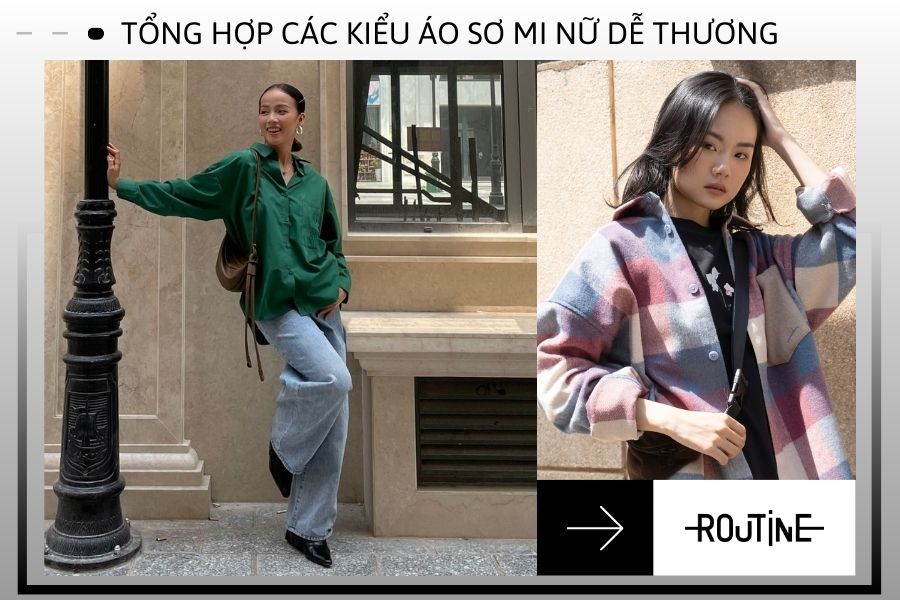 TỔNG HỢP CÁC KIỂU ÁO SƠ MI NỮ DỄ THƯƠNG
ROUTINE